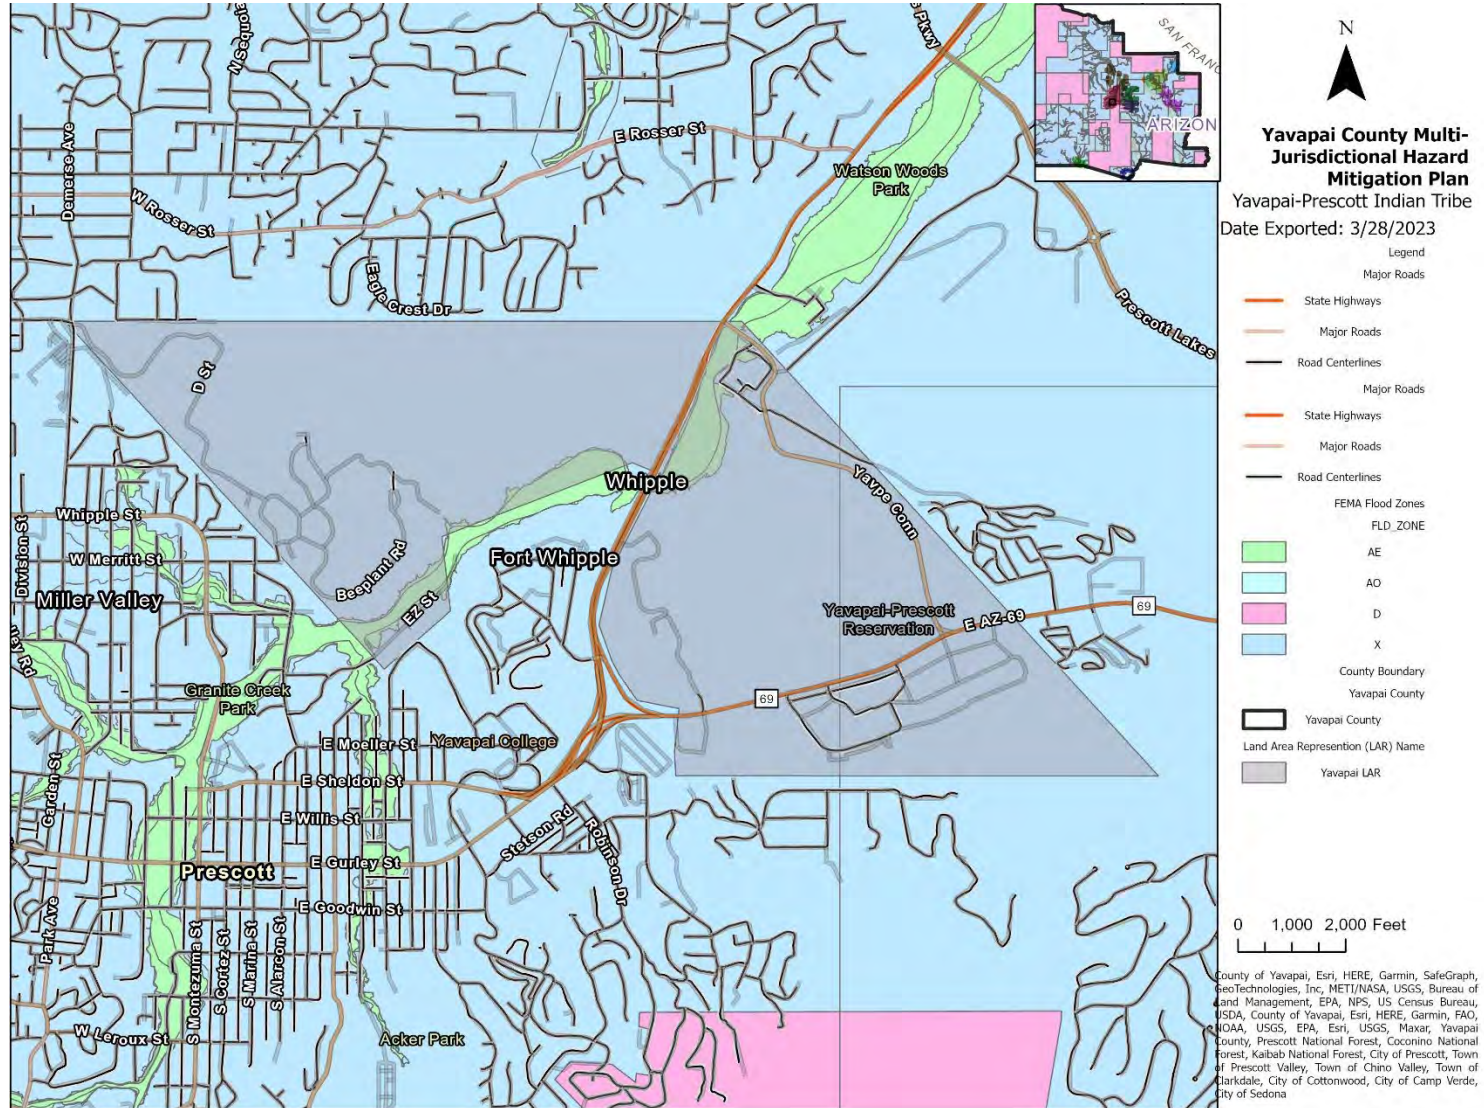 N
Yavapai County Multi-
Jurisdictional Hazard
Mitigation Plan
Yavapai-Prescott Indian Tribe
Date Exported: 3/28/2023
Legend
Major Roads
State Highways
Major Roads
Road Centerlines
Major Roads
State Highways
Major Roads
Road Centerlines
FEMA Flood Zones
FLD_ZONE
AE
AO
D
X
County Boundary
Yavapai County
Yavapai County
Land Area Represention (LAR) Name
Yavapai LAR
0 1,000 2,000 Feet
County of Yavapai, Esri, HERE, Garmin, SafeGraph,
GeoTechnologies, Inc, METI/NASA, USGS, Bureau of
Land Management, EPA, NPS, US Census Bureau,
USDA, County of Yavapai, Esri, HERE, Garmin, FAO,
NOAA, USGS, EPA, Esri, USGS, Maxar, Yavapai
County, Prescott National Forest, Coconino National
Forest, Kaibab National Forest, City of Prescott, Town
of Prescott Valley, Town of Chino Valley, Town of
Clarkdale, City of Cottonwood, City of Camp Verde,
City of Sedona
SAN FRANC
ARIZON
N Sequoia
Pkwy
Demerse Ave
E Rosser St
W Rosser St
Watson Woods
Park
Eagle Crest Dr
Prescott Lakes
D St
Whipple
Yavpe Conn
Whipple St
Division St
W Merritt St
Fort Whipple
Beeplant Rd
Miller Valley
EZ St
Yavapai-Prescott
Reservation
E AZ-69
69
69
Rd
Granite Creek
Park
E Moeller St
Yavapai College
Garden St
E Sheldon St
E Willis St
Stetson Rd
Robinson Dr
E Gurley St
Prescott
E Goodwin St
Park Ave
S Montezuma St
S Cortez St
S Marina St
S Alarcon St
W Leroux St
Acker Park